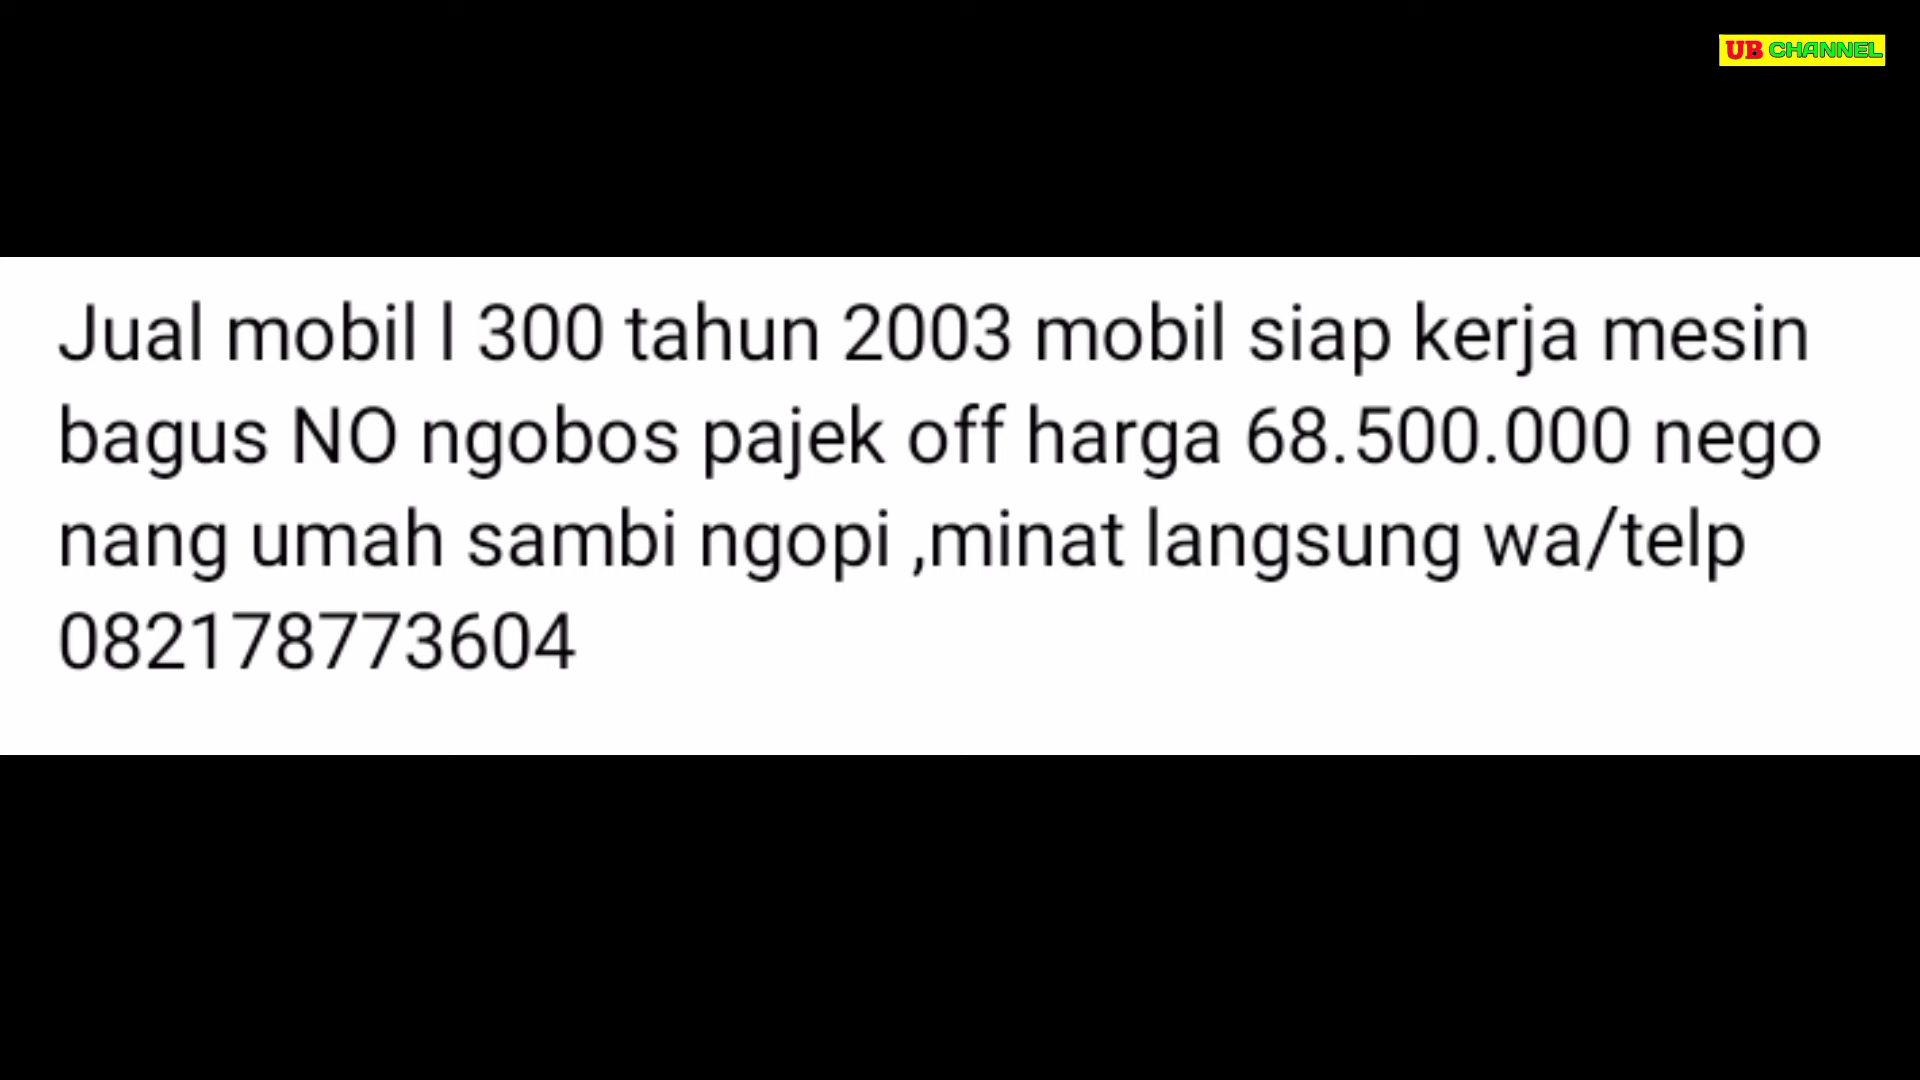 UB CHANNEL
Jual mobil l 300 tahun 2003 mobil siap kerja mesin
bagus NO ngobos pajek off harga 68.500.000 nego
nang umah sambi ngopi ,minat langsung wa/telp
082178773604